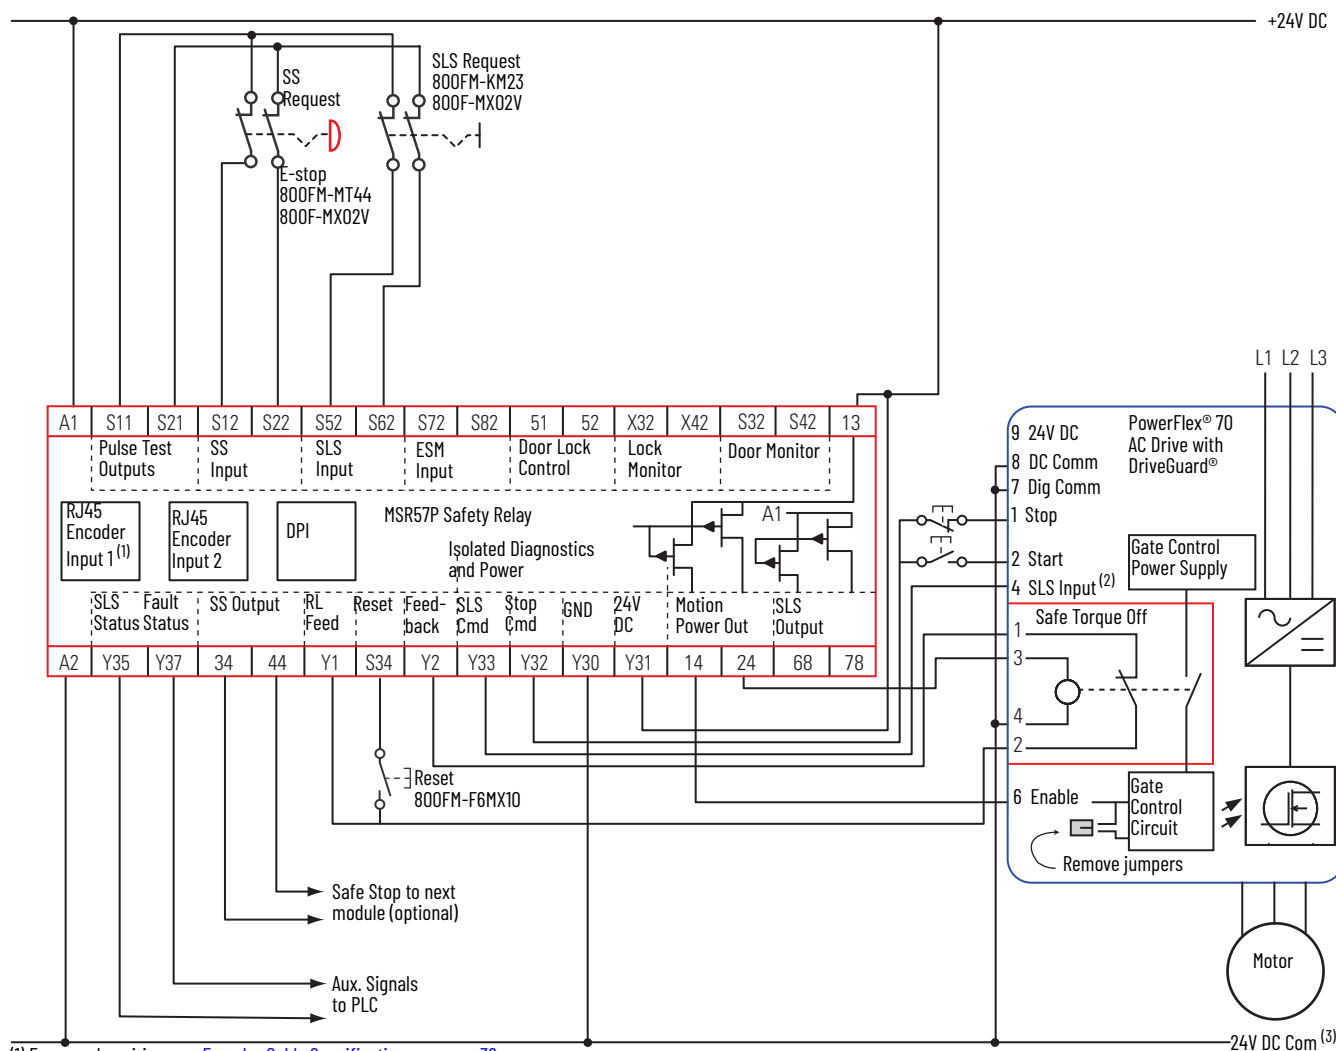 +24V DC
SS
Request
SLS Request
800FM-KM23
800F-MX02V
E-stop
800FM-MT44
800F-MX02V
L1 L2 L3
A1 S11 S21 S12 S22 S52 S62 S72 S82 51 52 X32 X42 S32 S42 13
Pulse Test
Outputs
SS
Input
SLS
Input
ESM
Input
Door Lock
Control
Lock
Monitor
Door Monitor
RJ45
Encoder
Input 1 (1)
RJ45
Encoder
Input 2
DPI
MSR57P Safety Relay
Isolated Diagnostics
and Power
A1
SLS
Status
Fault
Status
SS Output
RL
Feed
Reset
Feed-
back
SLS
Cmd
Stop
Cmd
GND
24V
DC
Motion
Power Out
SLS
Output
A2 Y35 Y37 34 44 Y1 S34 Y2 Y33 Y32 Y30 Y31 14 24 68 78
9 24V DC
8 DC Comm
7 Dig Comm
1 Stop
2 Start
4 SLS Input (2)
PowerFlex® 70
AC Drive with
DriveGuard®
Gate Control
Power Supply
Safe Torque Off
1
3
4
2
6 Enable
Gate
Control
Circuit
Remove jumpers
Reset
800FM-F6MX10
Safe Stop to next
module (optional)
Aux. Signals
to PLC
Motor
24V DC Com (3)